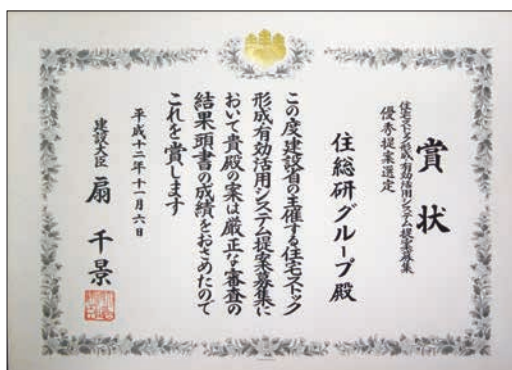 賞状
住宅ストック形成・有効活用システム提案募集
優秀提案選定
住総研グループ殿
この度建設省の主催する住宅ストック
形成有効活用システム提案募集に
おいて貴殿の案は厳正な審査の
結果頭書の成績をおさめたので
これを賞します
平成十二年十一月六日
建設大臣 扇 千景